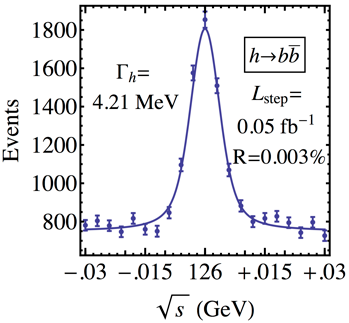 1800
1600
1400
1200
1000
800
Events
Γh=
4.21 MeV
h→bb̅
Lstep=
0.05 fb⁻¹
R=0.003%
−.03 −.015 126 +.015 +.03
√s (GeV)